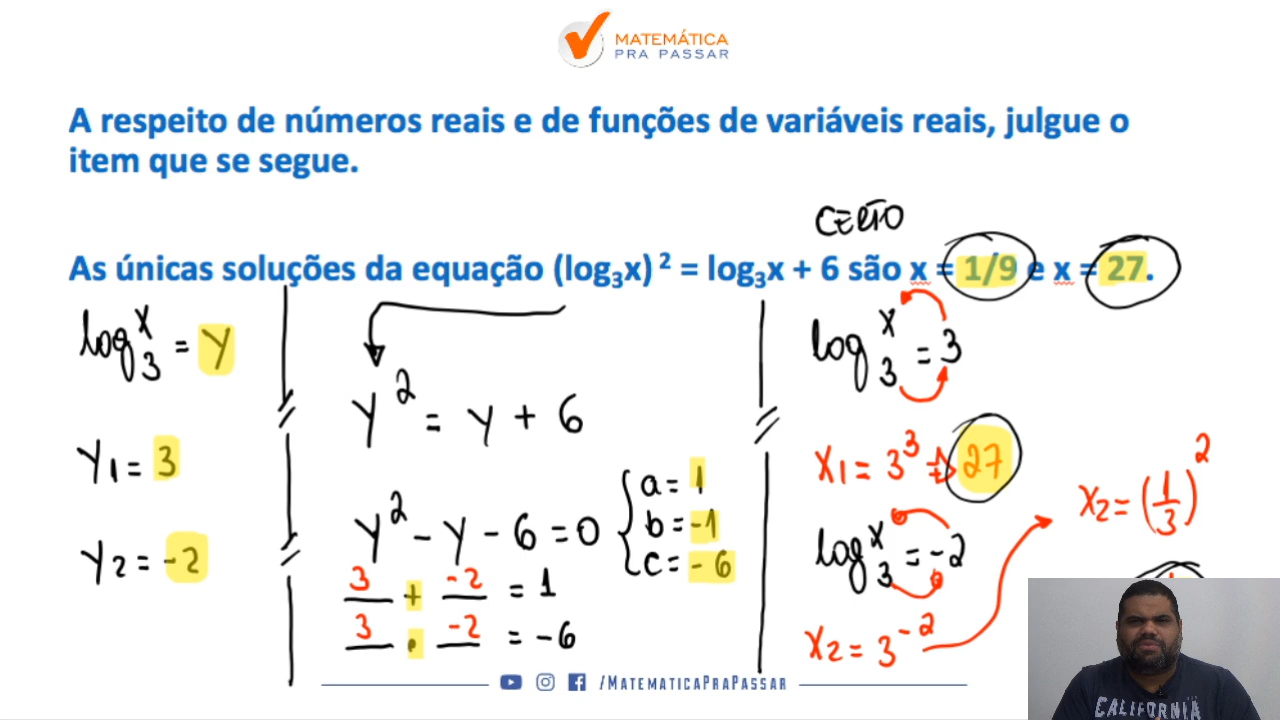 MATEMÁTICA
PRA PASSAR
A respeito de números reais e de funções de variáveis reais, julgue o
item que se segue.
CERTO
As únicas soluções da equação (log₃x)² = log₃x + 6 são x = 1/9 e x = 27.
log₃ˣ = y
y₁ = 3
y₂ = -2
y² = y + 6
y² - y - 6 = 0
a = 1
b = -1
c = - 6
3 + -2 = 1
3 • -2 = -6
log₃ˣ = 3
x₁ = 3³ ⇒ 27
log₃ˣ = -2
x₂ = 3⁻²
x₂ = (1/3)²
/MATEMATICAPRAPASSAR
CALIFORNIA